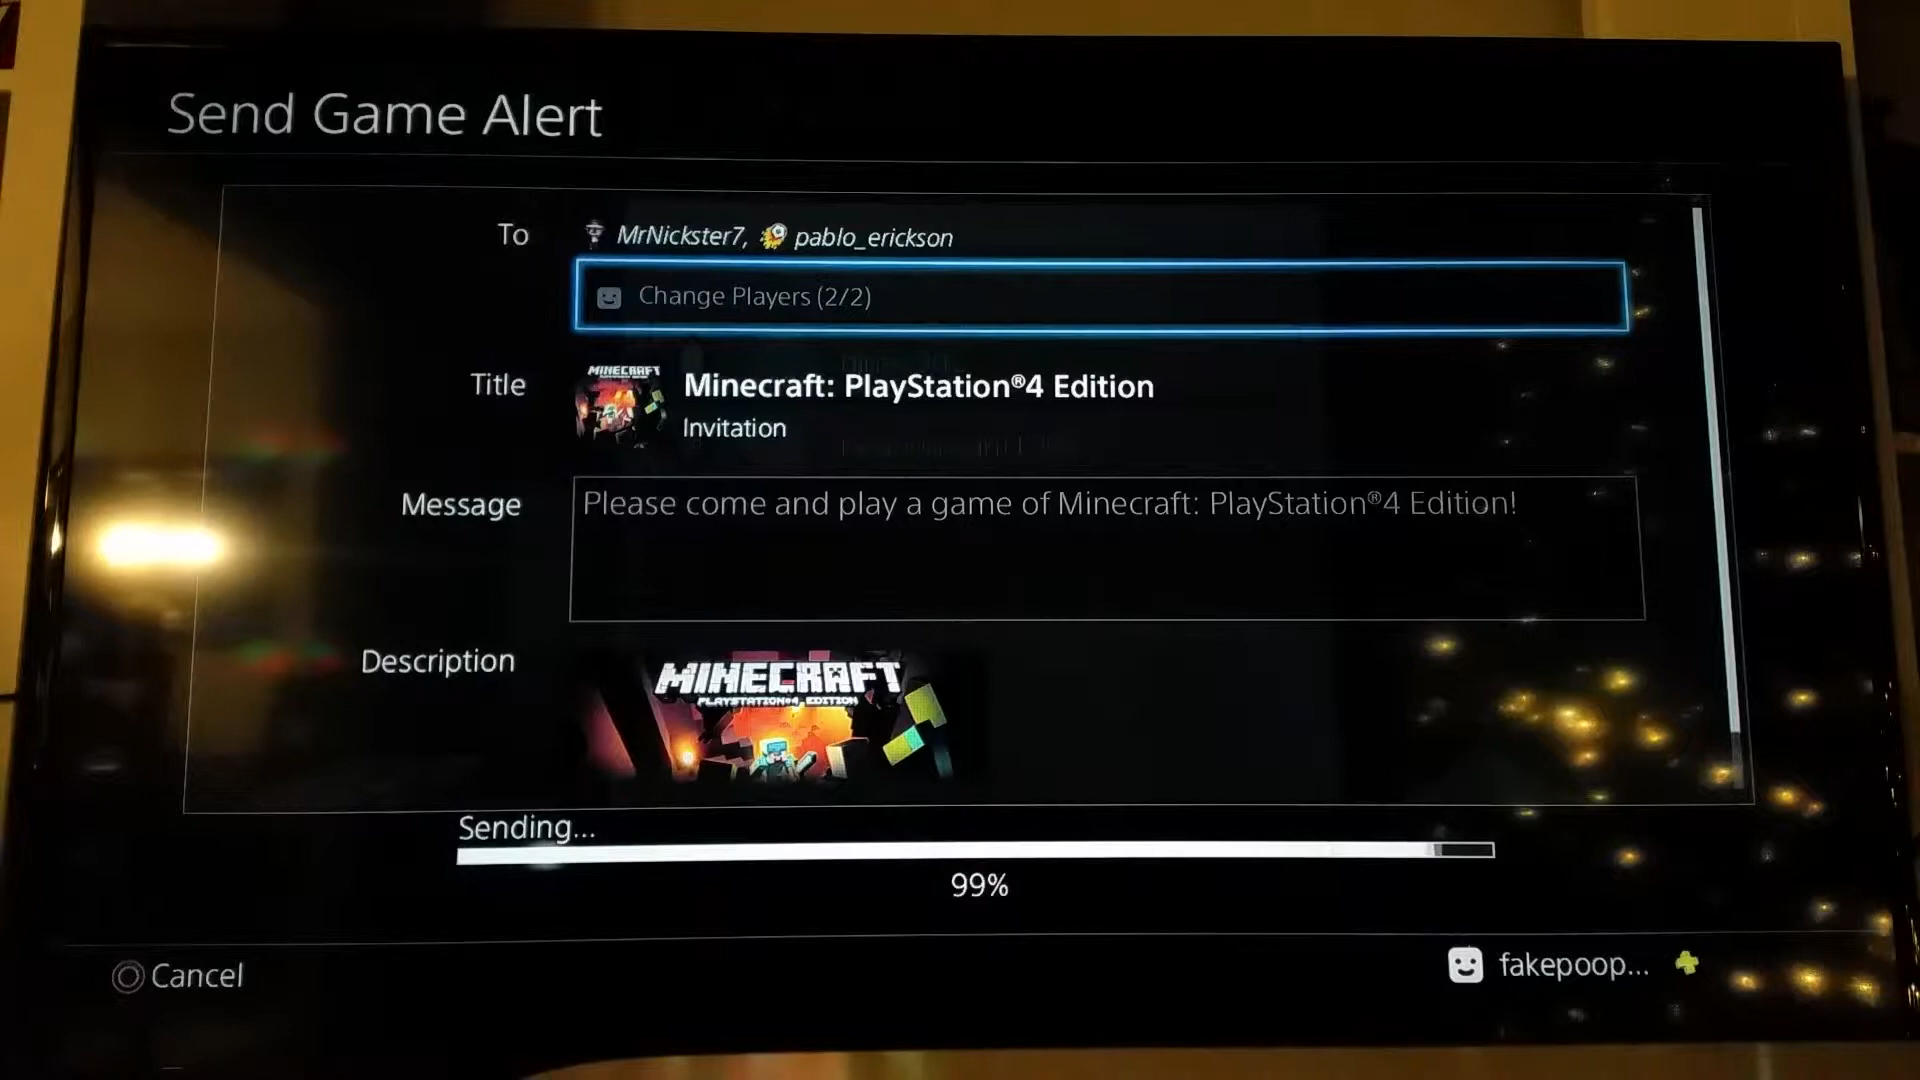 Send Game Alert
To
MrNickster7, pablo_erickson
Change Players (2/2)
Title
MINECRAFT
Minecraft: PlayStation®4 Edition
Invitation
Message
Please come and play a game of Minecraft: PlayStation®4 Edition!
Description
MINECRAFT
PLAYSTATION®4 EDITION
Sending...
99%
Cancel
fakepoop...